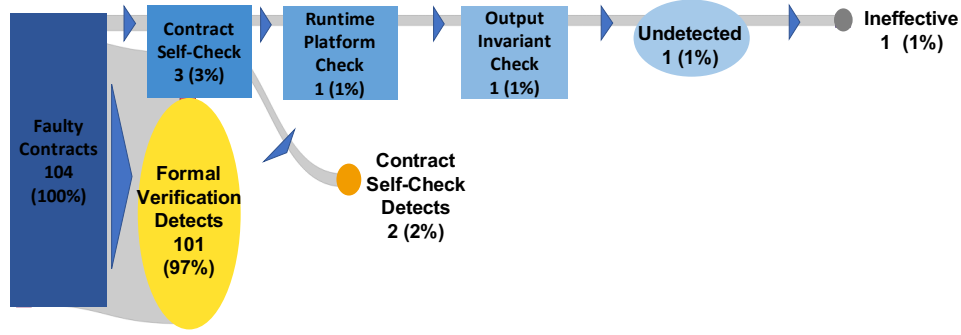 Faulty
Contracts
104
(100%)
Contract
Self-Check
3 (3%)
Formal
Verification
Detects
101
(97%)
Runtime
Platform
Check
1 (1%)
Contract
Self-Check
Detects
2 (2%)
Output
Invariant
Check
1 (1%)
Undetected
1 (1%)
Ineffective
1 (1%)